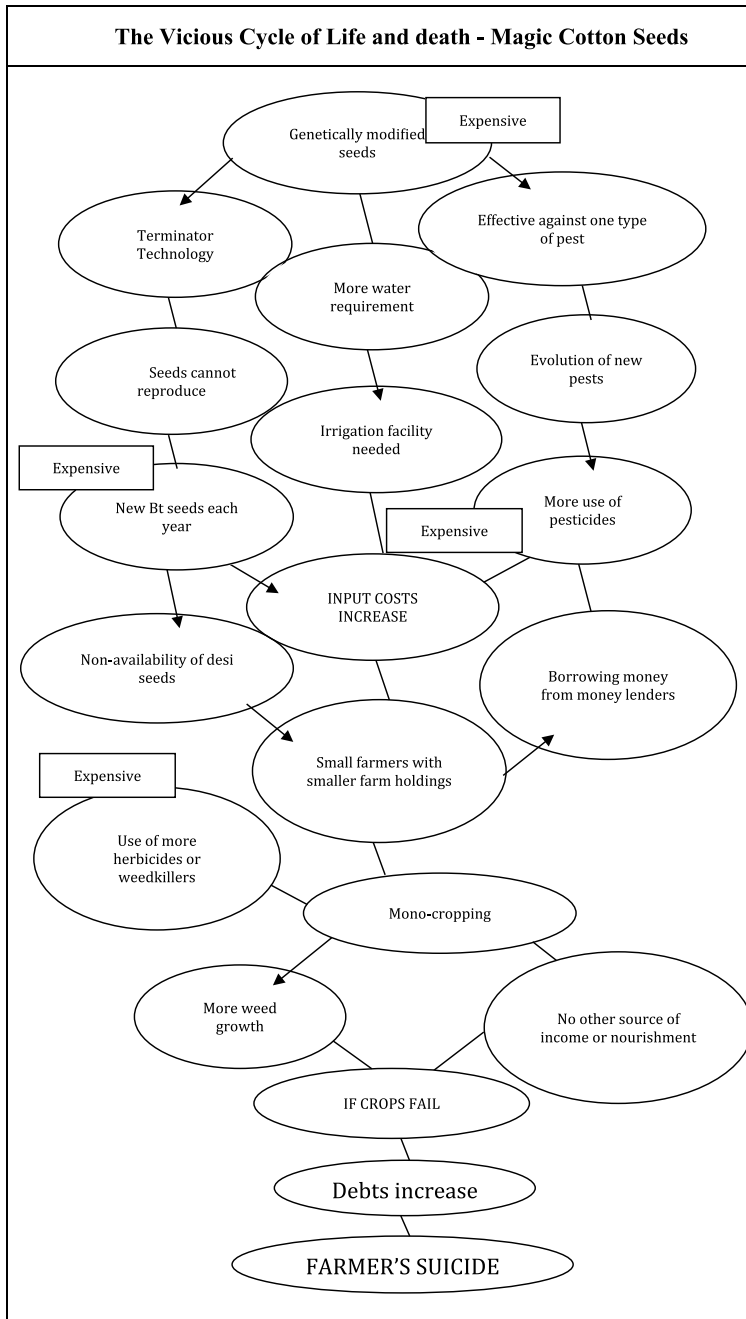 The Vicious Cycle of Life and death - Magic Cotton Seeds
Expensive
Genetically modified
seeds
Terminator
Technology
Effective against one type
of pest
More water
requirement
Seeds cannot
reproduce
Evolution of new
pests
Irrigation facility
needed
Expensive
New Bt seeds each
year
More use of
pesticides
Expensive
INPUT COSTS
INCREASE
Non-availability of desi
seeds
Borrowing money
from money lenders
Small farmers with
smaller farm holdings
Expensive
Use of more
herbicides or
weedkillers
Mono-cropping
More weed
growth
No other source of
income or nourishment
IF CROPS FAIL
Debts increase
FARMER’S SUICIDE